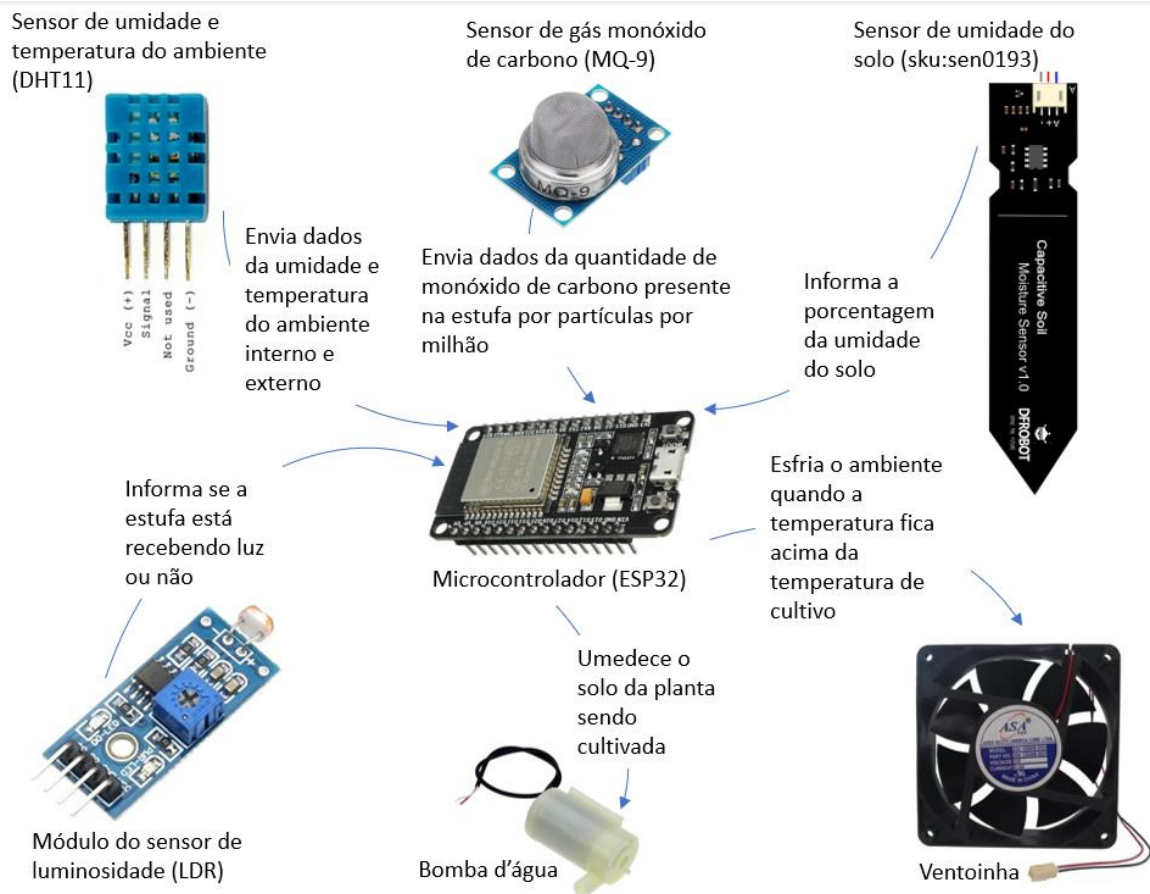 Sensor de umidade e
temperatura do ambiente
(DHT11)
Sensor de gás monóxido
de carbono (MQ-9)
Sensor de umidade do
solo (sku:sen0193)
MQ-9
Vcc (+)
Signal
Not used
Ground (-)
Envia dados
da umidade e
temperatura
do ambiente
interno e
externo
Envia dados da quantidade de
monóxido de carbono presente
na estufa por partículas por
milhão
Informa a
porcentagem
da umidade
do solo
Capacitive Soil
Moisture Sensor v1.0
DFROBOT
Informa se a
estufa está
recebendo luz
ou não
Microcontrolador (ESP32)
Esfria o ambiente
quando a
temperatura fica
acima da
temperatura de
cultivo
Umedece o
solo da planta
sendo
cultivada
Módulo do sensor de
luminosidade (LDR)
Bomba d'água
ASA
MADE IN CHINA
Ventoinha